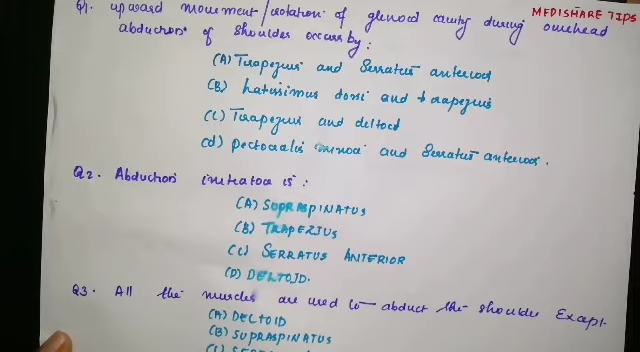 MEDISHARE TIPS
Q1. upward movement/rotation of glenoid cavity during overhead
abduction of shoulder occurs by:
(A) Trapezius and Serratus anterior
(B) Latissimus dorsi and trapezius
(C) Trapezius and deltoid
(d) pectoralis minor and Serratus anterior.
Q2. Abduction initiator is:
(A) SUPRASPINATUS
(B) TRAPEZIUS
(C) SERRATUS ANTERIOR
(D) DELTOID.
Q3. All the muscles are used to abduct the shoulder Except-
(A) DELTOID
(B) SUPRASPINATUS